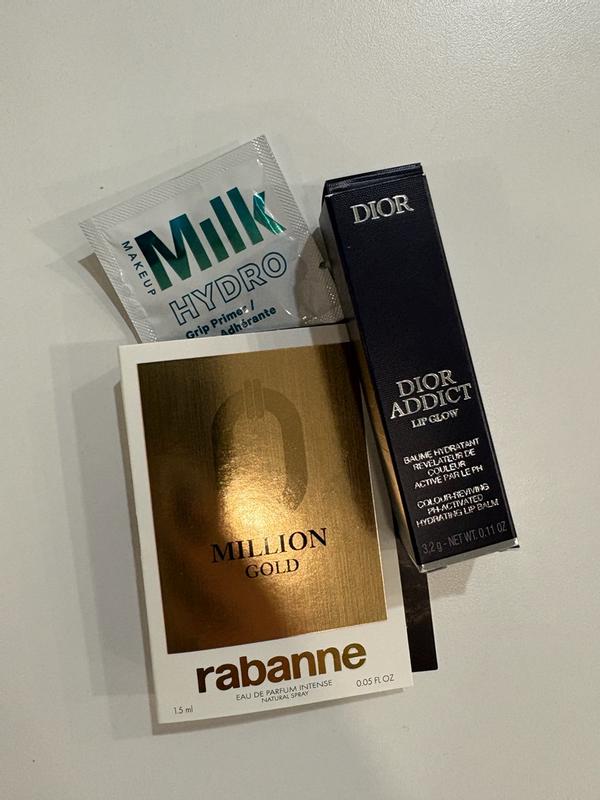 MAKEUP
Milk
HYDRO
Grip Primer /
Adhérante
DIOR
DIOR
ADDICT
LIP GLOW
BAUME HYDRATANT
RÉVÉLATEUR DE
COULEUR
ACTIVÉ PAR LE PH
COLOUR-REVIVING
PH-ACTIVATED
HYDRATING LIP BALM
3,2 g - NET WT. 0.11 OZ
MILLION
GOLD
rabanne
EAU DE PARFUM INTENSE
NATURAL SPRAY
1.5 ml
0.05 FL OZ